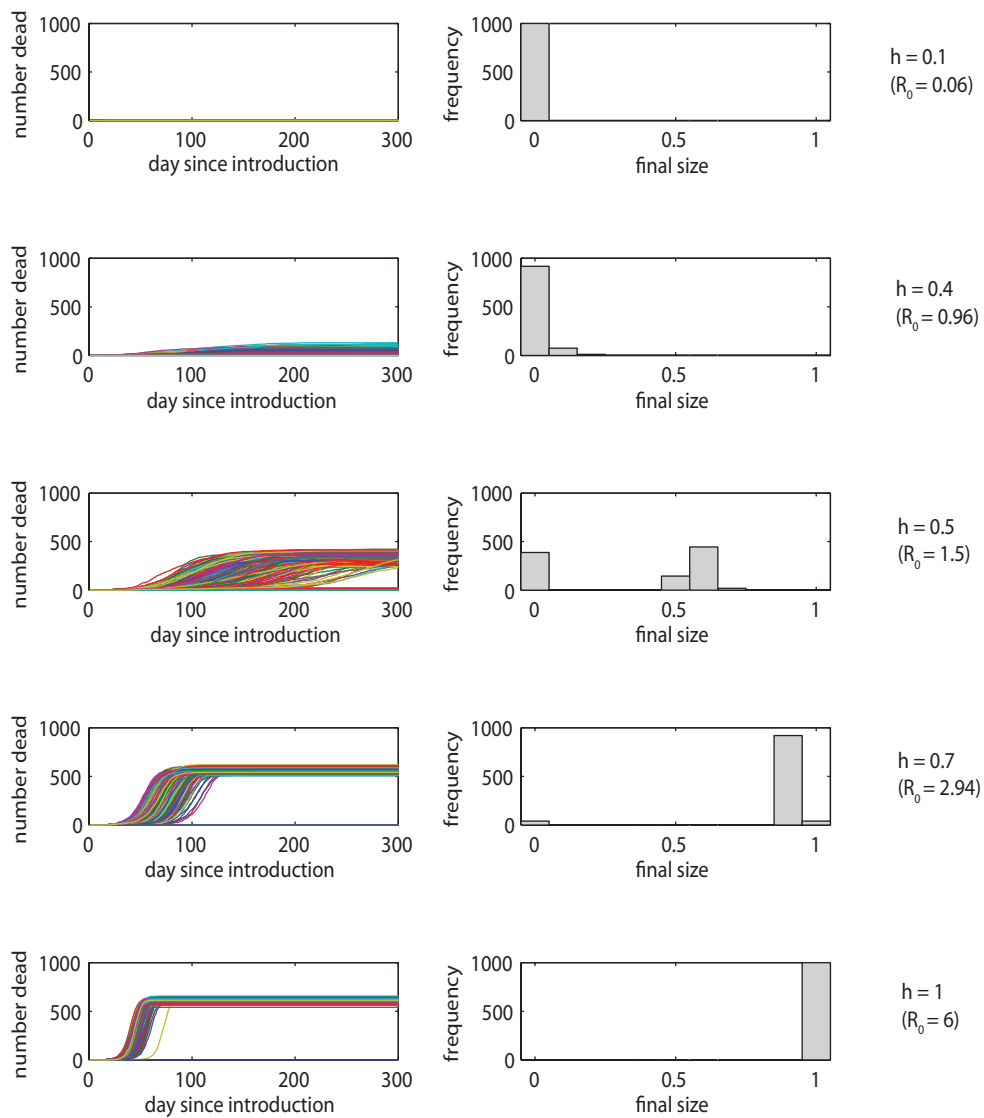 number dead
1000
500
0
0 100 200 300
day since introduction
frequency
1000
500
0
0 0.5 1
final size
h = 0.1
(R0 = 0.06)
number dead
1000
500
0
0 100 200 300
day since introduction
frequency
1000
500
0
0 0.5 1
final size
h = 0.4
(R0 = 0.96)
number dead
1000
500
0
0 100 200 300
day since introduction
frequency
1000
500
0
0 0.5 1
final size
h = 0.5
(R0 = 1.5)
number dead
1000
500
0
0 100 200 300
day since introduction
frequency
1000
500
0
0 0.5 1
final size
h = 0.7
(R0 = 2.94)
number dead
1000
500
0
0 100 200 300
day since introduction
frequency
1000
500
0
0 0.5 1
final size
h = 1
(R0 = 6)